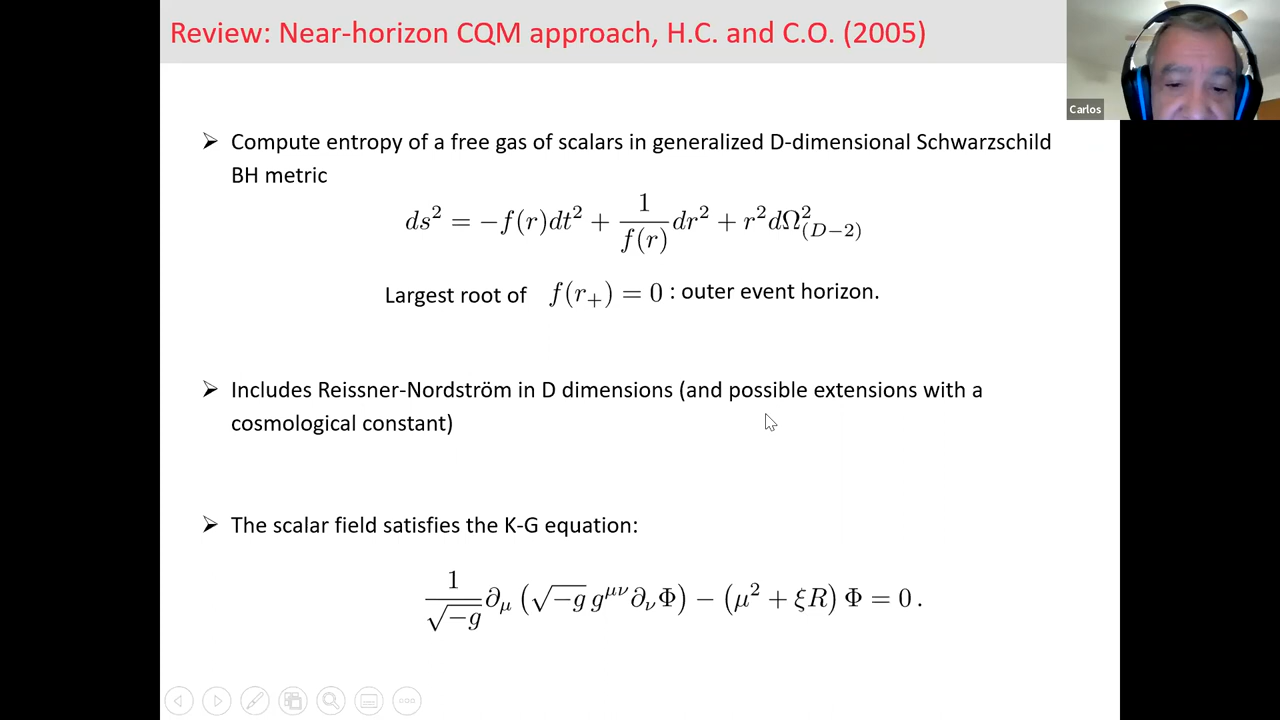 Review: Near-horizon CQM approach, H.C. and C.O. (2005)
Carlos
➢ Compute entropy of a free gas of scalars in generalized D-dimensional Schwarzschild
BH metric
ds² = −f(r)dt² + 1/f(r) dr² + r²dΩ²_(D−2)
Largest root of f(r₊) = 0 : outer event horizon.
➢ Includes Reissner-Nordström in D dimensions (and possible extensions with a
cosmological constant)
➢ The scalar field satisfies the K-G equation:
1/√−g ∂_μ (√−g g^μν ∂_ν Φ) − (μ² + ξR) Φ = 0 .